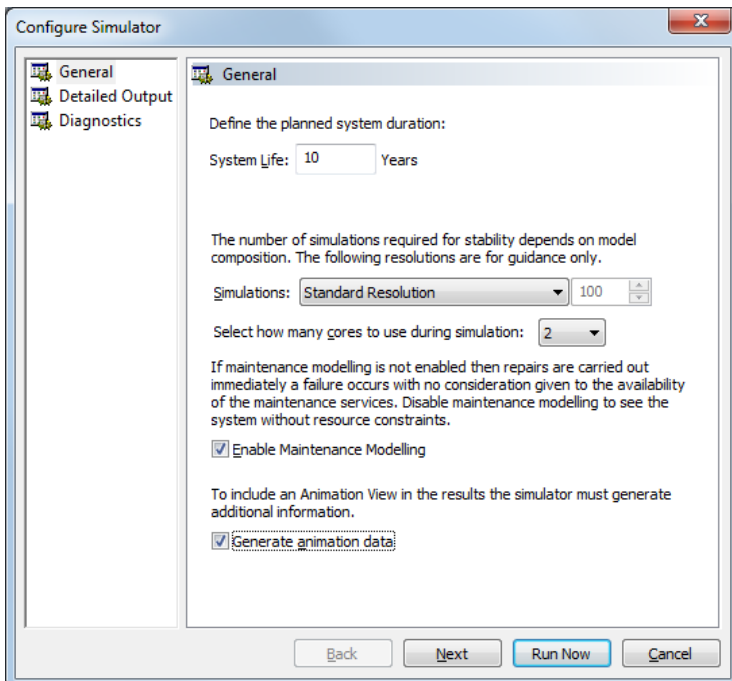 Configure Simulator
General
Detailed Output
Diagnostics
General
Define the planned system duration:
System Life: 10 Years
The number of simulations required for stability depends on model
composition. The following resolutions are for guidance only.
Simulations: Standard Resolution 100
Select how many cores to use during simulation: 2
If maintenance modelling is not enabled then repairs are carried out
immediately a failure occurs with no consideration given to the availability
of the maintenance services. Disable maintenance modelling to see the
system without resource constraints.
Enable Maintenance Modelling
To include an Animation View in the results the simulator must generate
additional information.
Generate animation data
Back Next Run Now Cancel